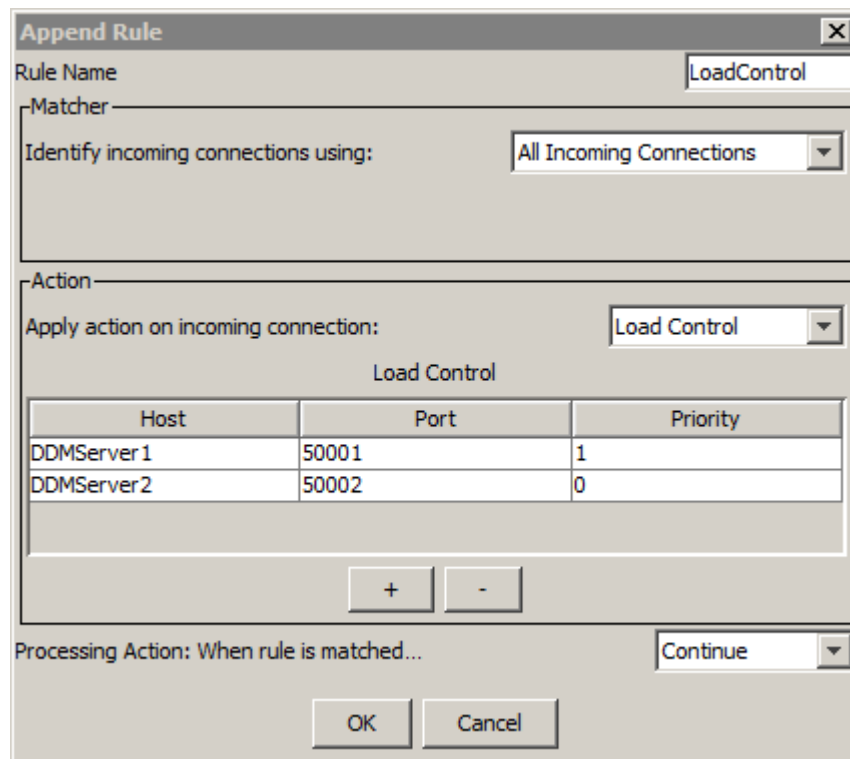 Append Rule
Rule Name LoadControl
Matcher
Identify incoming connections using: All Incoming Connections
Action
Apply action on incoming connection: Load Control
Load Control
Host Port Priority
DDMServer1 50001 1
DDMServer2 50002 0
+ -
Processing Action: When rule is matched... Continue
OK Cancel